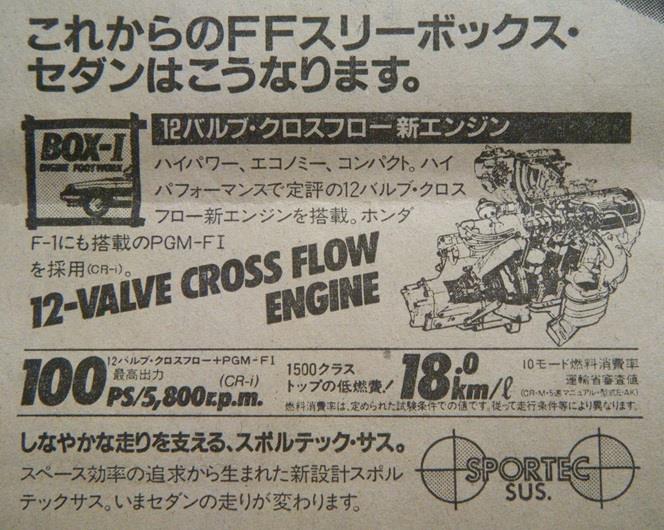 これからのFFスリーボックス・
セダンはこうなります。
BOX-I
ENGINE FOOTWORK
12バルブ・クロスフロー新エンジン
ハイパワー、エコノミー、コンパクト。ハイ
パフォーマンスで定評の12バルブ・クロス
フロー新エンジンを搭載。ホンダ
F-1にも搭載のPGM-FI
を採用(CR-i)。
12-VALVE CROSS FLOW
ENGINE
12バルブ・クロスフロー+PGM-FI
最高出力
(CR-i)
100PS/5,800r.p.m.
1500クラス
トップの低燃費!
18.0km/ℓ
10モード燃料消費率
運輸省審査値
(CR-M・5速マニュアル・型式E-AK)
燃料消費率は、定められた試験条件での値です。従って走行条件等により異なります。
しなやかな走りを支える、スポルテック・サス。
スペース効率の追求から生まれた新設計スポル
テックサス。いまセダンの走りが変わります。
SPORTEC
SUS.